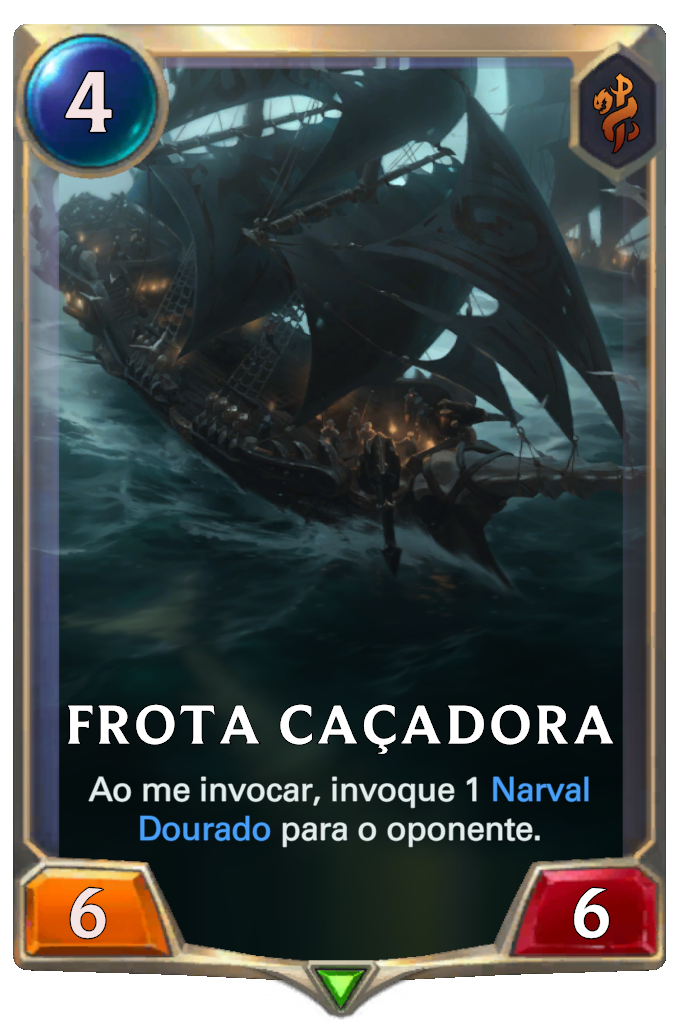 4
FROTA CAÇADORA
Ao me invocar, invoque 1 Narval
Dourado para o oponente.
6
6